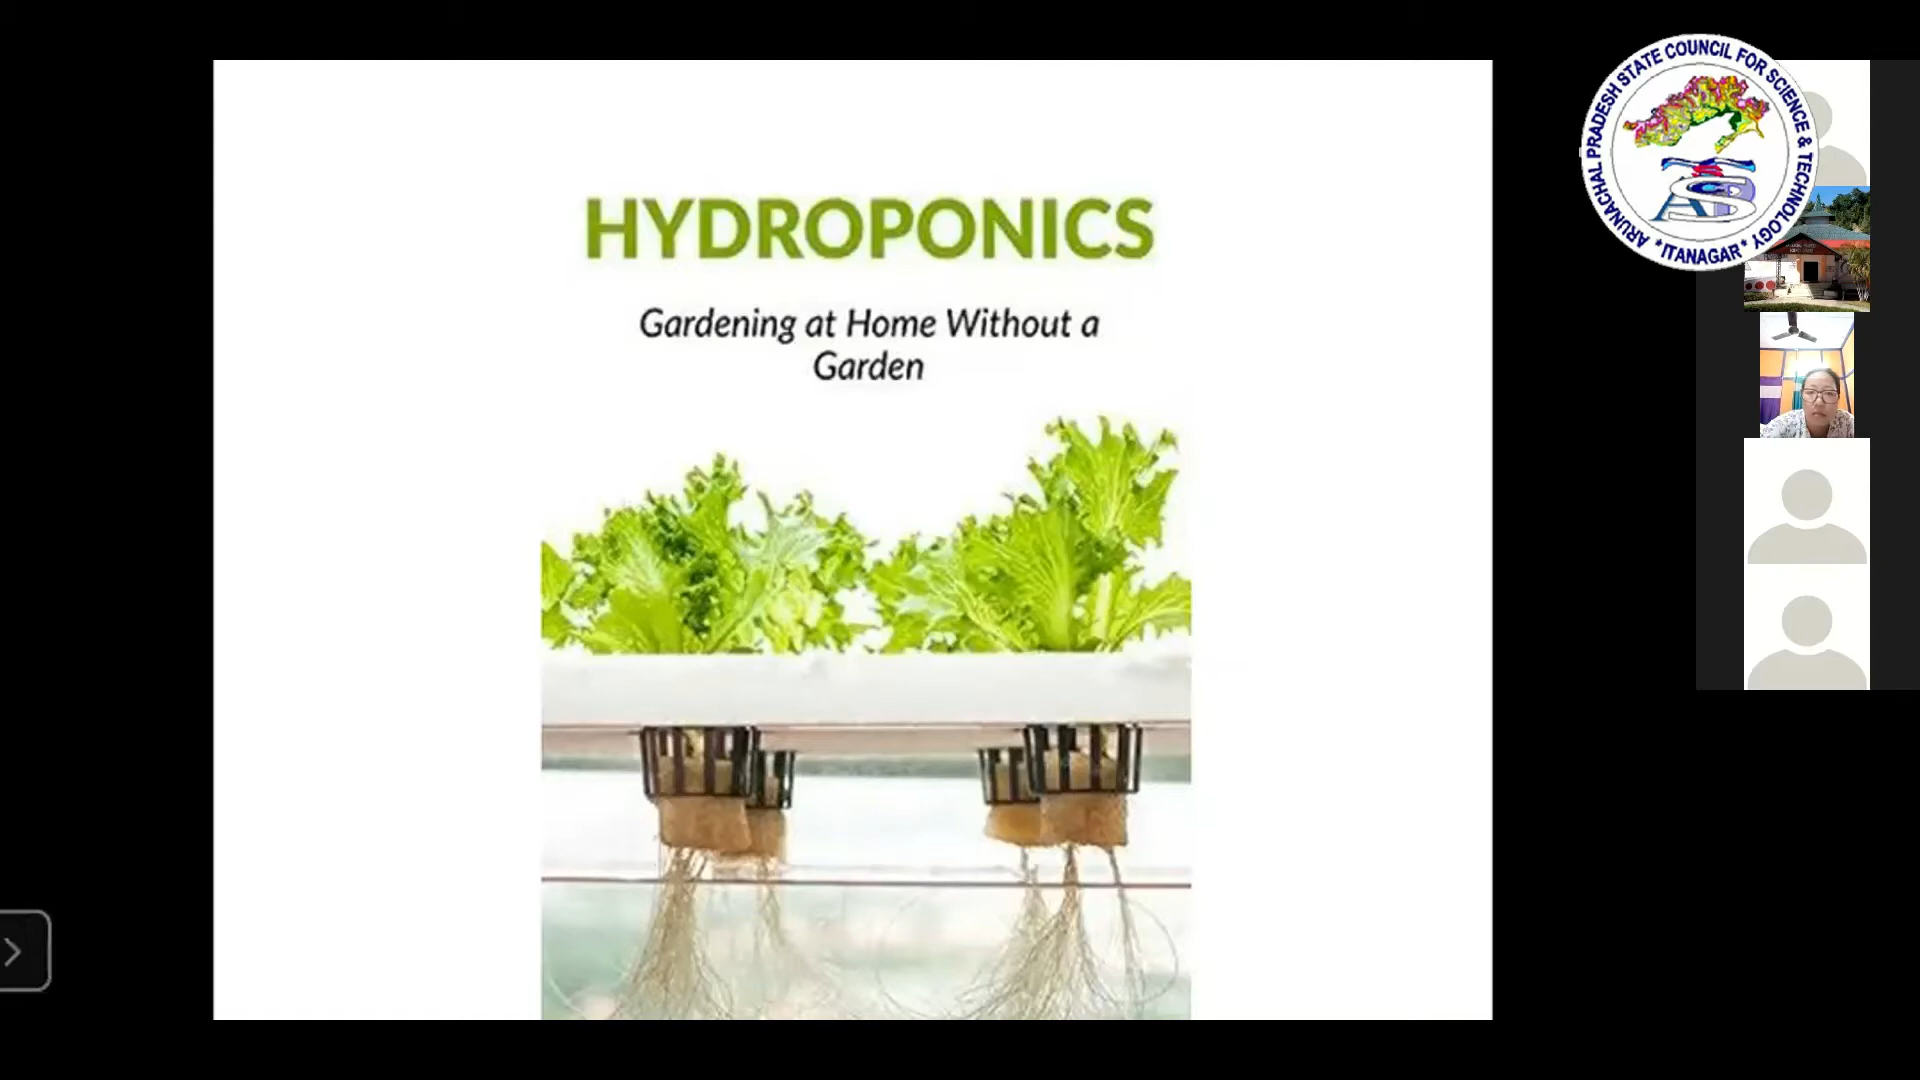 HYDROPONICS
Gardening at Home Without a
Garden
ARUNACHAL PRADESH STATE COUNCIL FOR SCIENCE & TECHNOLOGY
*ITANAGAR*